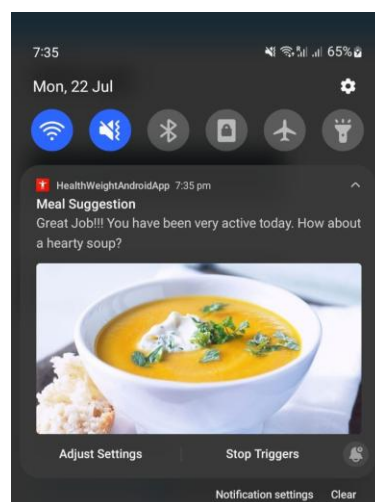 7:35 65%
Mon, 22 Jul
HealthWeightAndroidApp 7:35 pm
Meal Suggestion
Great Job!!! You have been very active today. How about
a hearty soup?
Adjust Settings Stop Triggers
Notification settings Clear